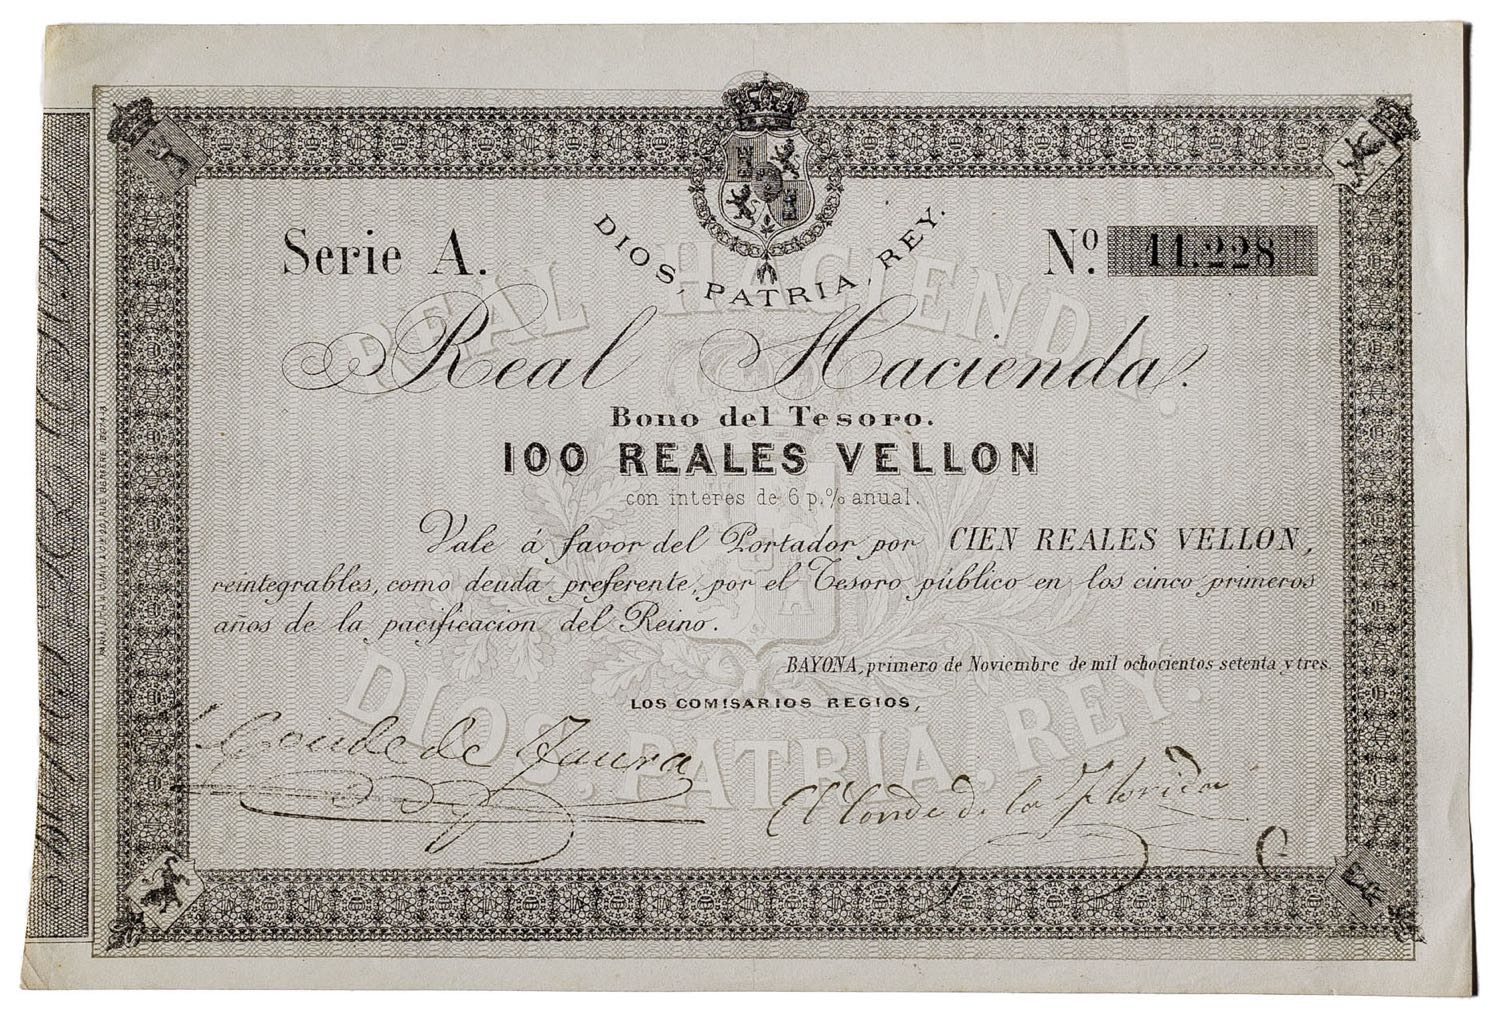 Serie A.
Nº. 11.228
DIOS, PATRIA, REY.
REAL HACIENDA.
Real Hacienda.
Bono del Tesoro.
100 REALES VELLON
con interes de 6 p.% anual.
Vale á favor del Portador por CIEN REALES VELLON,
reintegrables, como deuda preferente, por el Tesoro público en los cinco primeros
años de la pacificacion del Reino.
BAYONA, primero de Noviembre de mil ochocientos setenta y tres.
LOS COMISARIOS REGIOS,
DIOS, PATRIA, REY.
Conde de Faura
El Conde de la Florida